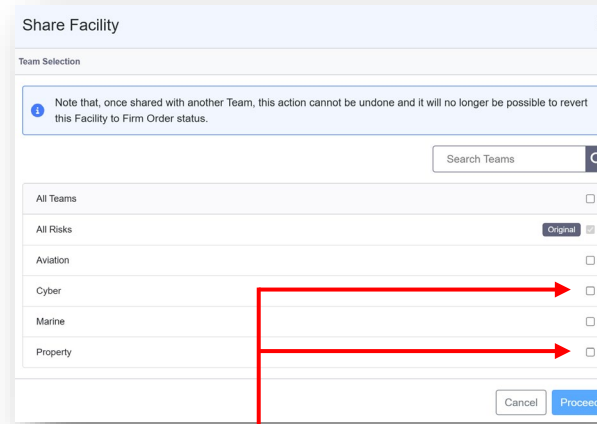 Share Facility
Team Selection
Note that, once shared with another Team, this action cannot be undone and it will no longer be possible to revert
this Facility to Firm Order status.
Search Teams
All Teams
All Risks Original
Aviation
Cyber
Marine
Property
Cancel Proceed